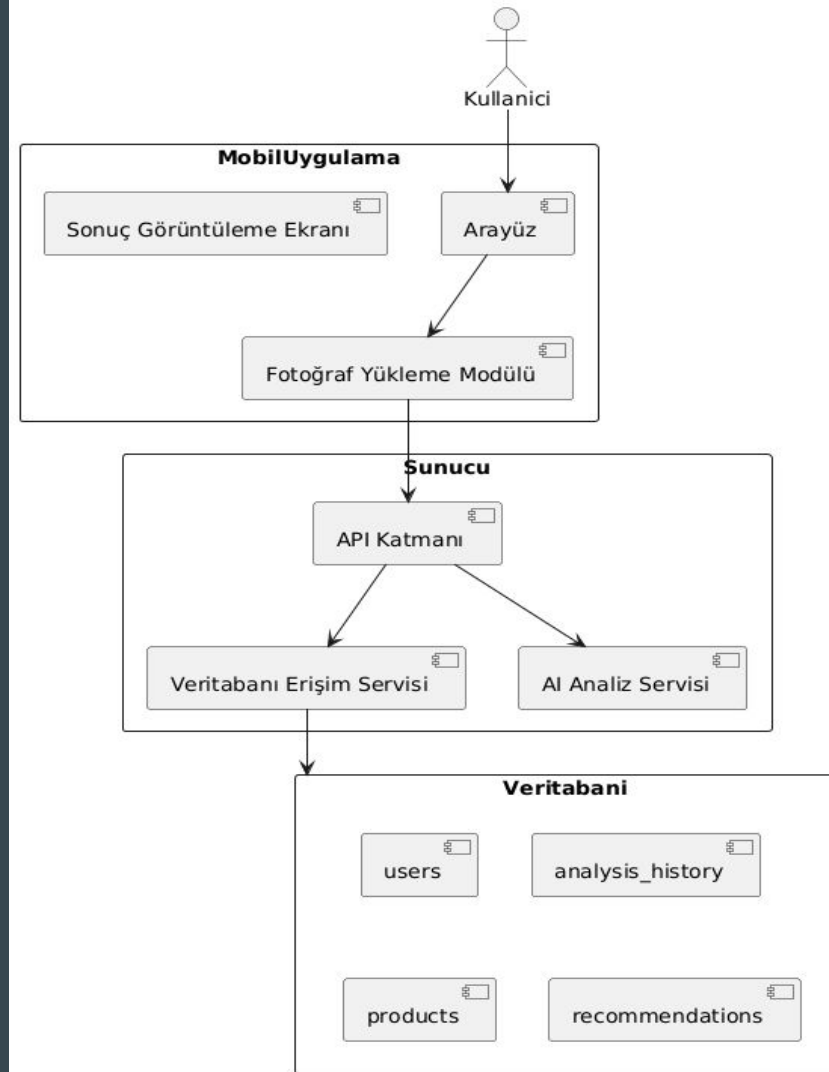 Kullanici
MobilUygulama
Sonuç Görüntüleme Ekranı
Arayüz
Fotoğraf Yükleme Modülü
Sunucu
API Katmanı
Veritabanı Erişim Servisi
AI Analiz Servisi
Veritabani
users
analysis_history
products
recommendations